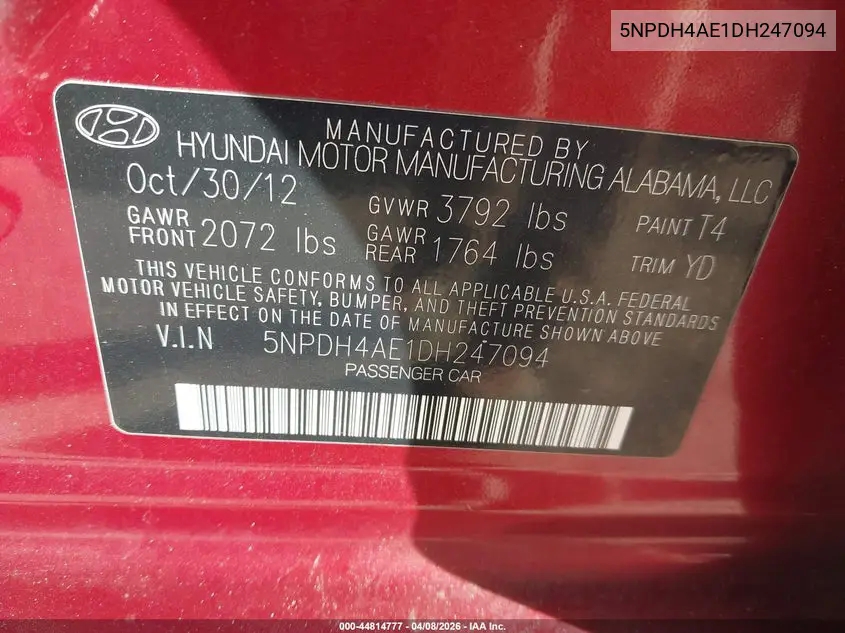 5NPDH4AE1DH247094
MANUFACTURED BY
HYUNDAI MOTOR MANUFACTURING ALABAMA, LLC
Oct/30/12 GVWR 3792 lbs PAINT T4
GAWR FRONT 2072 lbs GAWR REAR 1764 lbs TRIM YD
THIS VEHICLE CONFORMS TO ALL APPLICABLE U.S.A. FEDERAL
MOTOR VEHICLE SAFETY, BUMPER, AND THEFT PREVENTION STANDARDS
IN EFFECT ON THE DATE OF MANUFACTURE SHOWN ABOVE
V.I.N 5NPDH4AE1DH247094
PASSENGER CAR
000-44814777 - 04/08/2026 - IAA Inc.